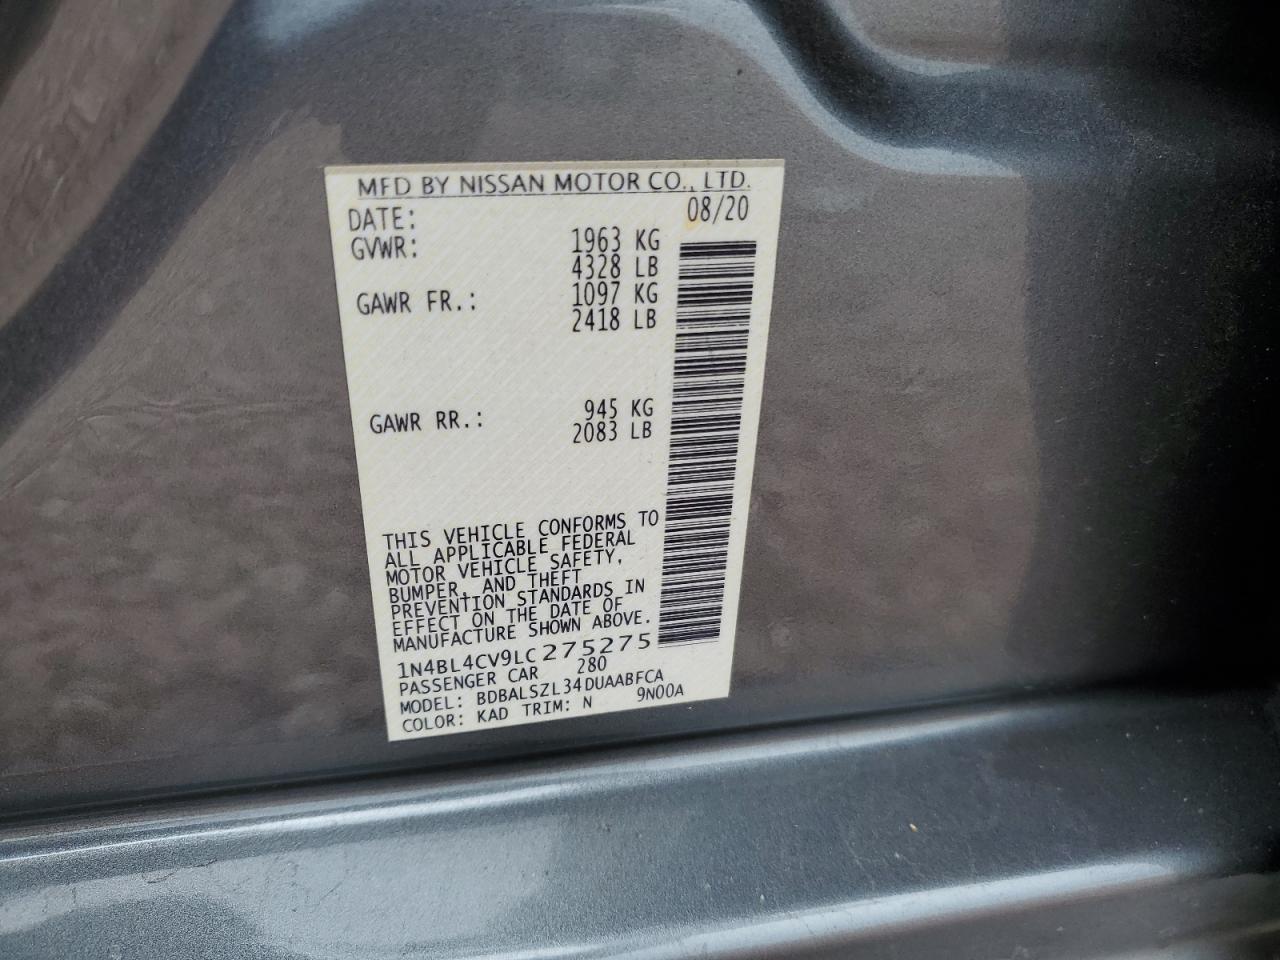 MFD BY NISSAN MOTOR CO., LTD.
DATE: 08/20
GVWR: 1963 KG
4328 LB
GAWR FR.: 1097 KG
2418 LB
GAWR RR.: 945 KG
2083 LB
THIS VEHICLE CONFORMS TO
ALL APPLICABLE FEDERAL
MOTOR VEHICLE SAFETY,
BUMPER, AND THEFT
PREVENTION STANDARDS IN
EFFECT ON THE DATE OF
MANUFACTURE SHOWN ABOVE.
1N4BL4CV9LC275275
PASSENGER CAR 280
MODEL: BDBALSZL34DUAABFCA
COLOR: KAD TRIM: N 9N00A